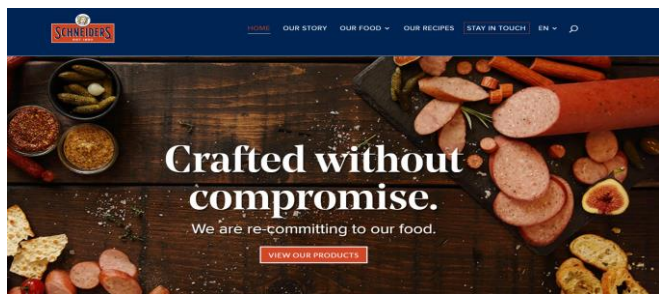 SCHNEIDERS
HOME OUR STORY OUR FOOD OUR RECIPES STAY IN TOUCH EN
Crafted without
compromise.
We are re-committing to our food.
VIEW OUR PRODUCTS